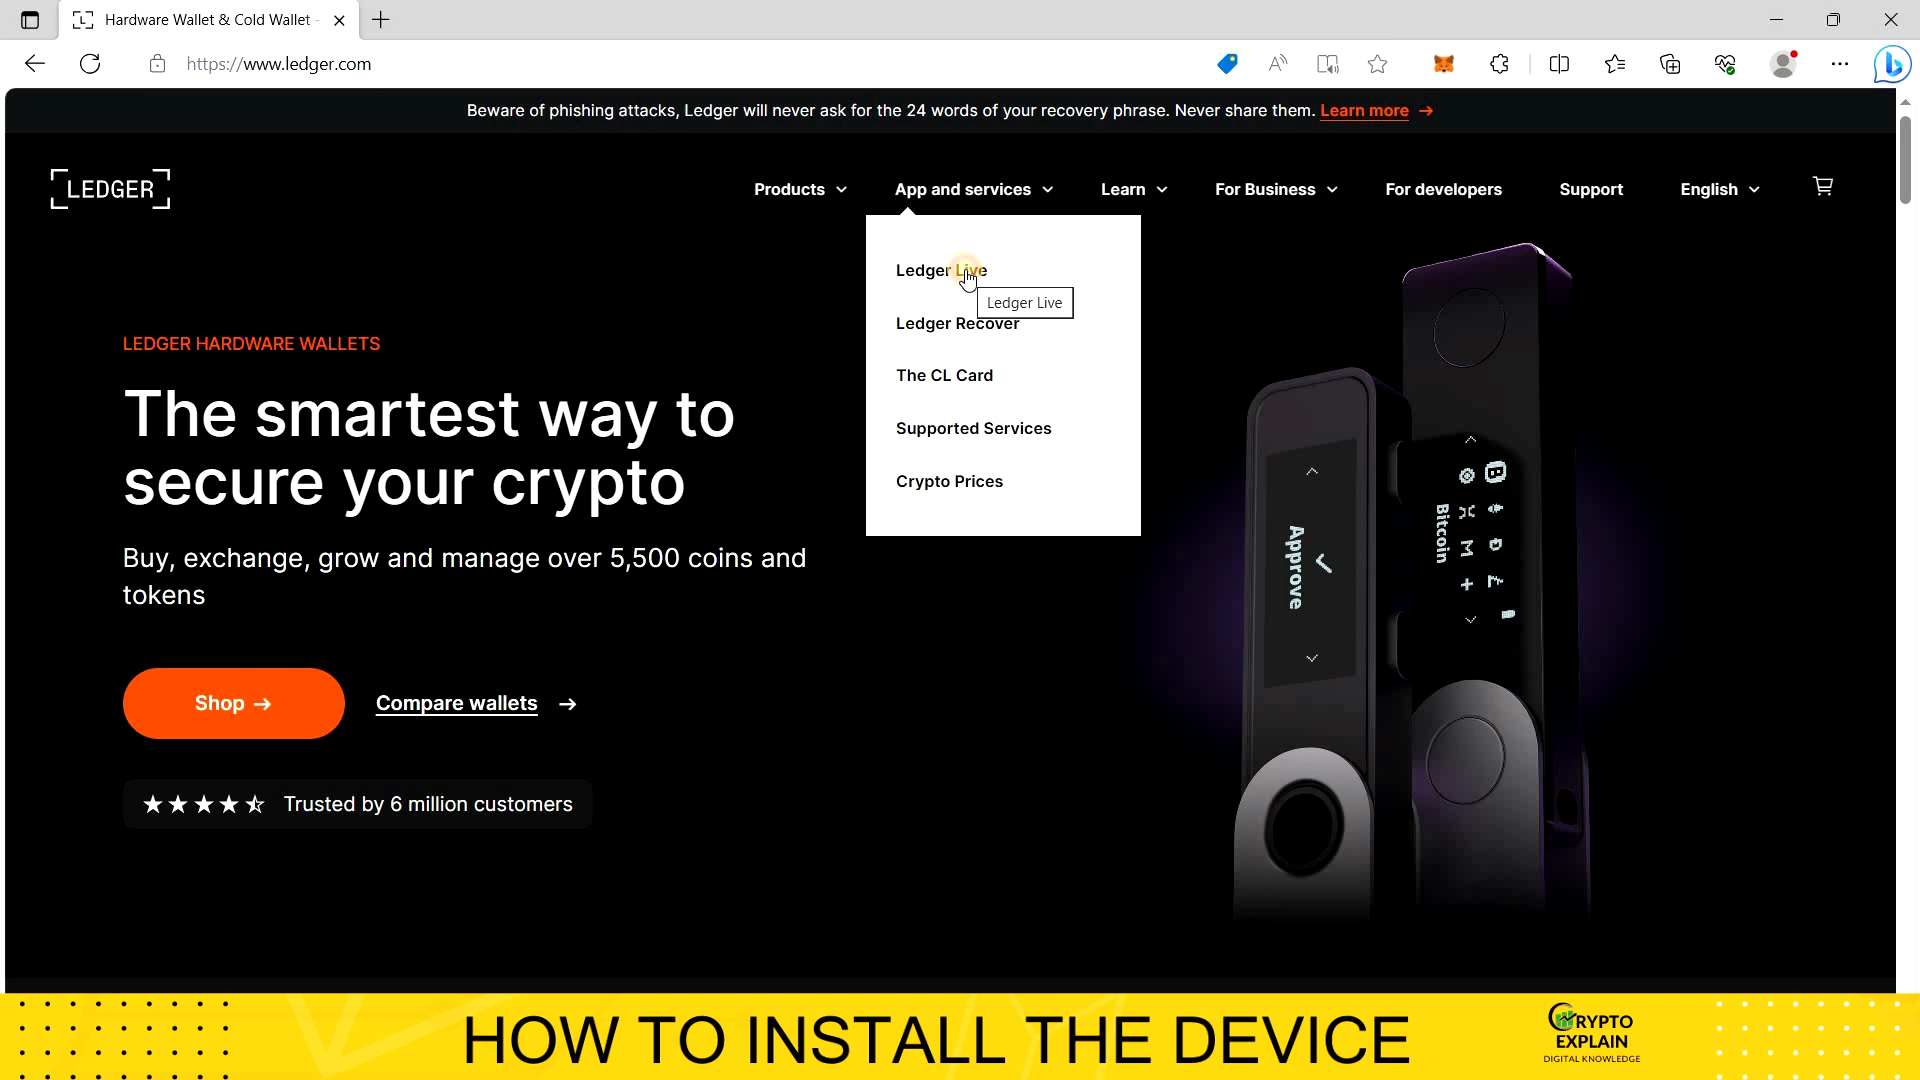 Hardware Wallet & Cold Wallet -
https://www.ledger.com
Beware of phishing attacks, Ledger will never ask for the 24 words of your recovery phrase. Never share them. Learn more →
LEDGER
Products
App and services
Learn
For Business
For developers
Support
English
Ledger Live
Ledger Live
Ledger Recover
The CL Card
Supported Services
Crypto Prices
LEDGER HARDWARE WALLETS
The smartest way to
secure your crypto
Buy, exchange, grow and manage over 5,500 coins and
tokens
Shop →
Compare wallets →
Trusted by 6 million customers
Approve
Bitcoin
HOW TO INSTALL THE DEVICE
CRYPTO
EXPLAIN
DIGITAL KNOWLEDGE